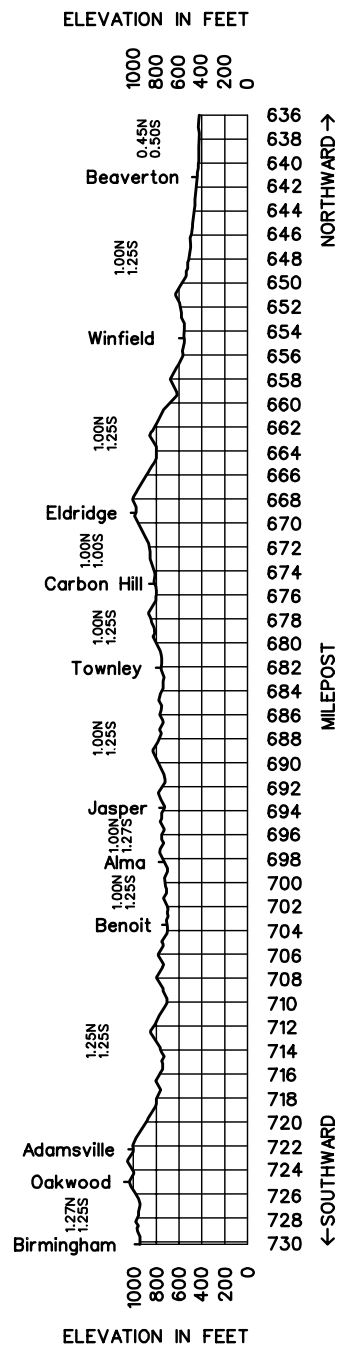 ELEVATION IN FEET
1000
800
600
400
200
0
0.45N
0.50S
Beaverton
1.00N
1.25S
Winfield
1.00N
1.25S
Eldridge
1.00N
1.00S
Carbon Hill
1.00N
1.25S
Townley
1.00N
1.25S
Jasper
1.00N
1.27S
Alma
1.00N
1.25S
Benoit
1.25N
1.25S
Adamsville
Oakwood
1.27N
1.25S
Birmingham
636
638
640
642
644
646
648
650
652
654
656
658
660
662
664
666
668
670
672
674
676
678
680
682
684
686
688
690
692
694
696
698
700
702
704
706
708
710
712
714
716
718
720
722
724
726
728
730
NORTHWARD →
MILEPOST
← SOUTHWARD
1000
800
600
400
200
0
ELEVATION IN FEET